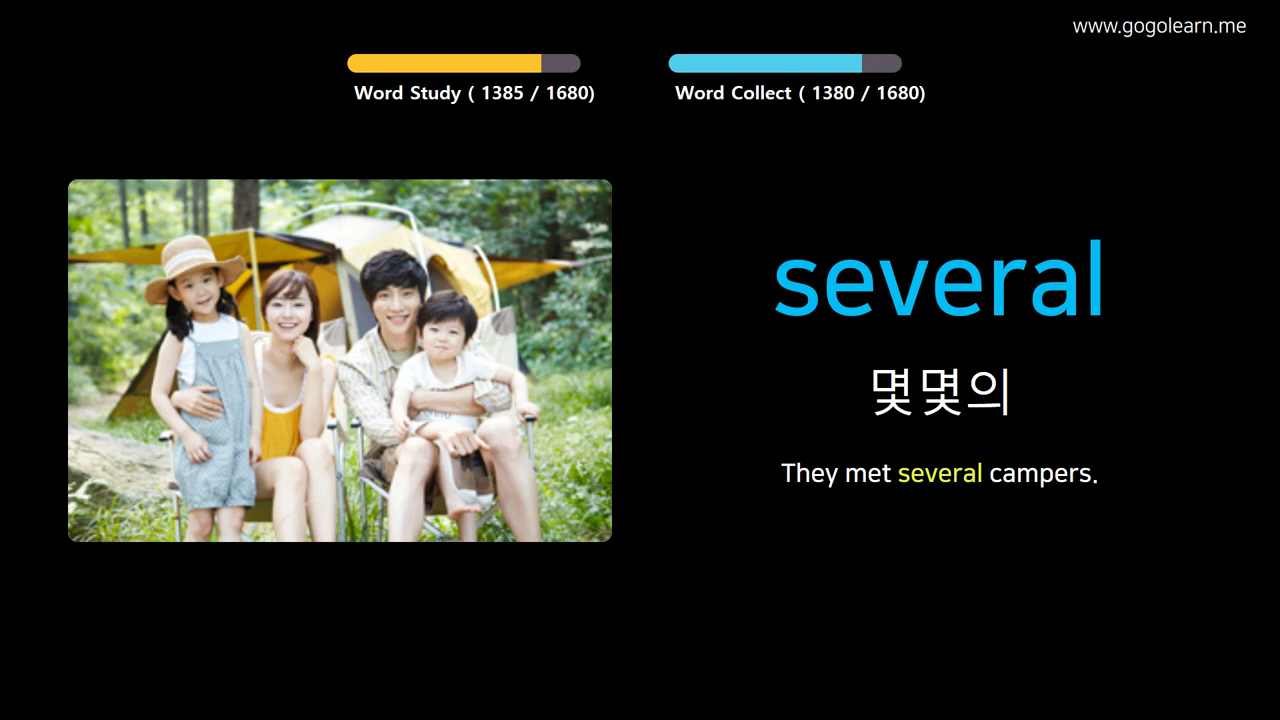 www.gogolearn.me
Word Study ( 1385 / 1680)
Word Collect ( 1380 / 1680)
several
몇몇의
They met several campers.